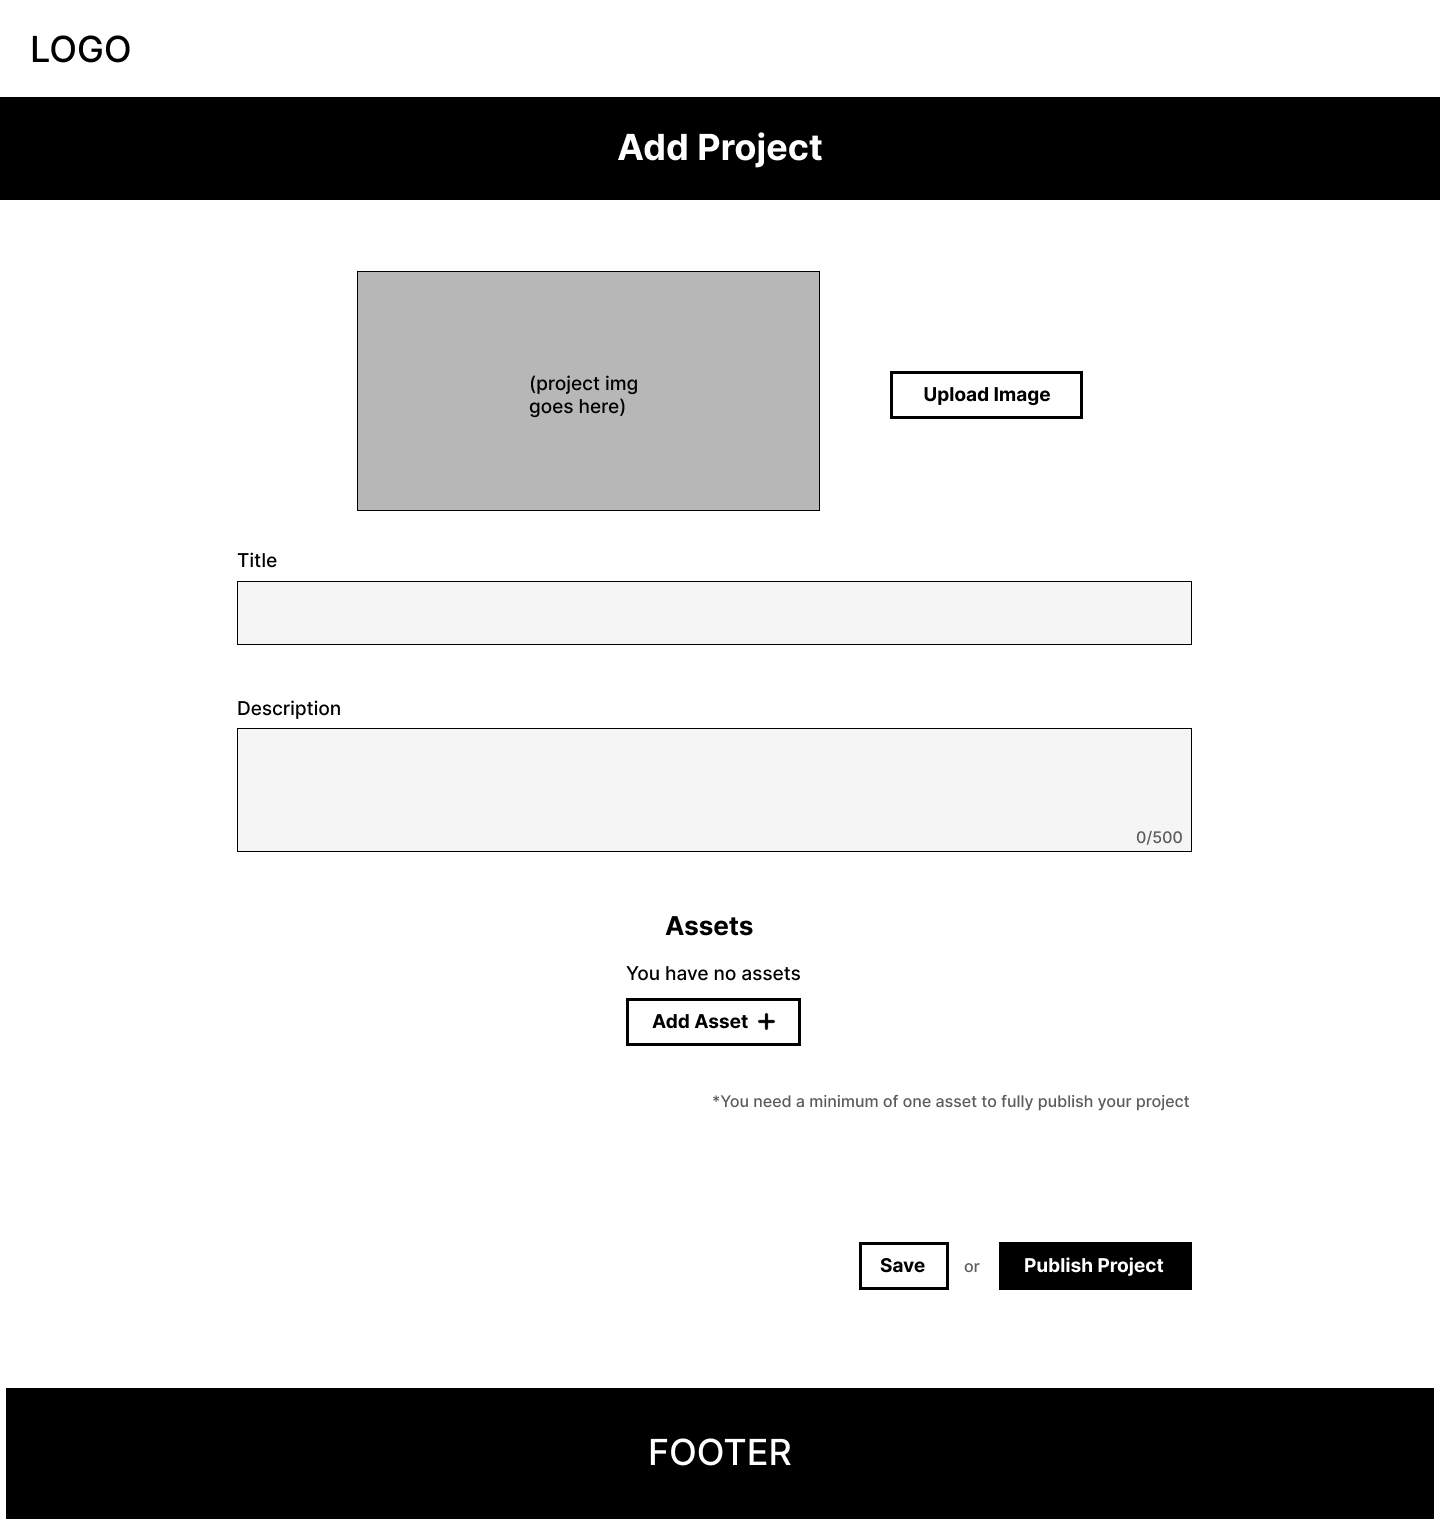 LOGO
Add Project
(project img
goes here)
Upload Image
Title
Description
0/500
Assets
You have no assets
Add Asset +
*You need a minimum of one asset to fully publish your project
Save or Publish Project
FOOTER